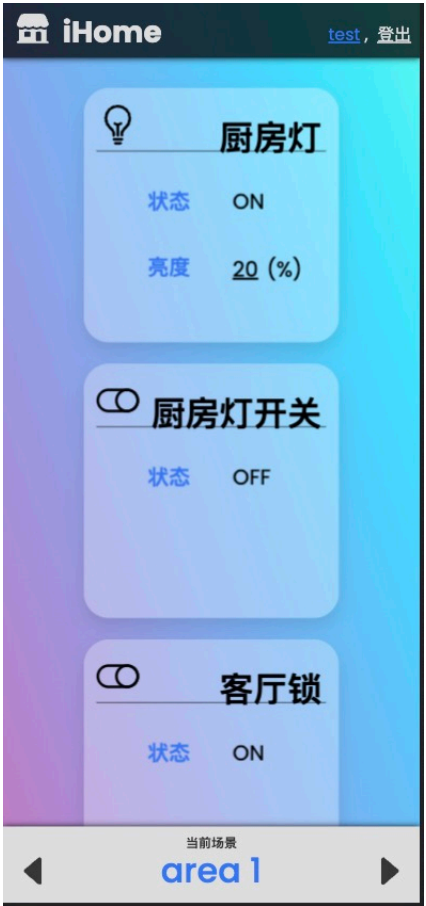 iHome
test, 登出
厨房灯
状态 ON
亮度 20 (%)
厨房灯开关
状态 OFF
客厅锁
状态 ON
当前场景
area 1